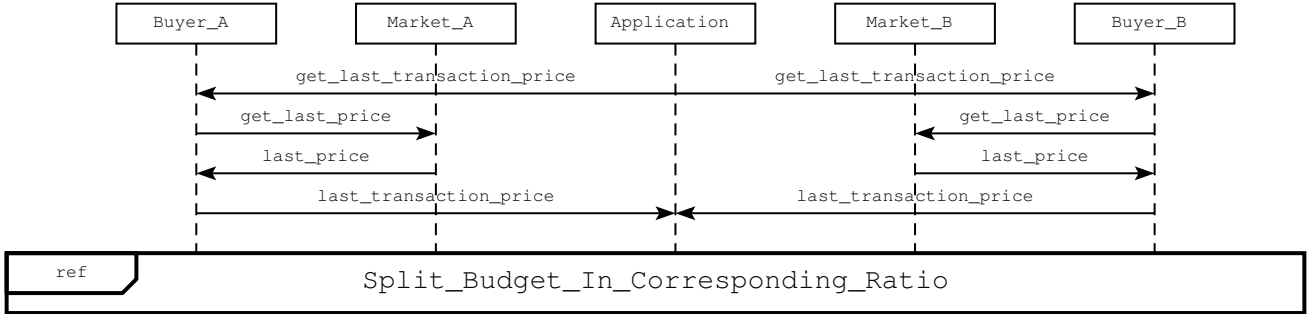 Buyer_A Market_A Application Market_B Buyer_B
get_last_transaction_price get_last_transaction_price
get_last_price get_last_price
last_price last_price
last_transaction_price last_transaction_price
ref Split_Budget_In_Corresponding_Ratio